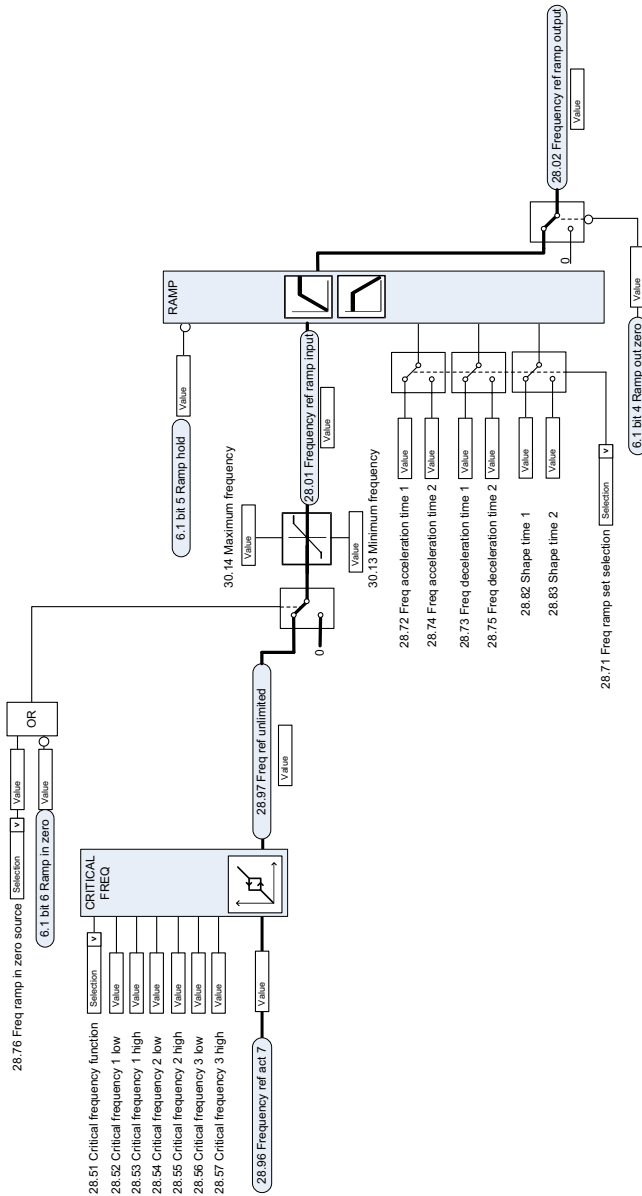 28.76 Freq ramp in zero source
Selection
v
Value
6.1 bit 6 Ramp in zero
Value
OR
28.51 Critical frequency function
Selection
v
28.52 Critical frequency 1 low
Value
28.53 Critical frequency 1 high
Value
28.54 Critical frequency 2 low
Value
28.55 Critical frequency 2 high
Value
28.56 Critical frequency 3 low
Value
28.57 Critical frequency 3 high
Value
CRITICAL
FREQ
28.96 Frequency ref act 7
Value
28.97 Freq ref unlimited
Value
0
30.14 Maximum frequency
Value
30.13 Minimum frequency
Value
6.1 bit 5 Ramp hold
Value
28.01 Frequency ref ramp input
Value
RAMP
28.72 Freq acceleration time 1
Value
28.74 Freq acceleration time 2
Value
28.73 Freq deceleration time 1
Value
28.75 Freq deceleration time 2
Value
28.82 Shape time 1
Value
28.83 Shape time 2
Value
28.71 Freq ramp set selection
Selection
v
0
6.1 bit 4 Ramp out zero
Value
28.02 Frequency ref ramp output
Value